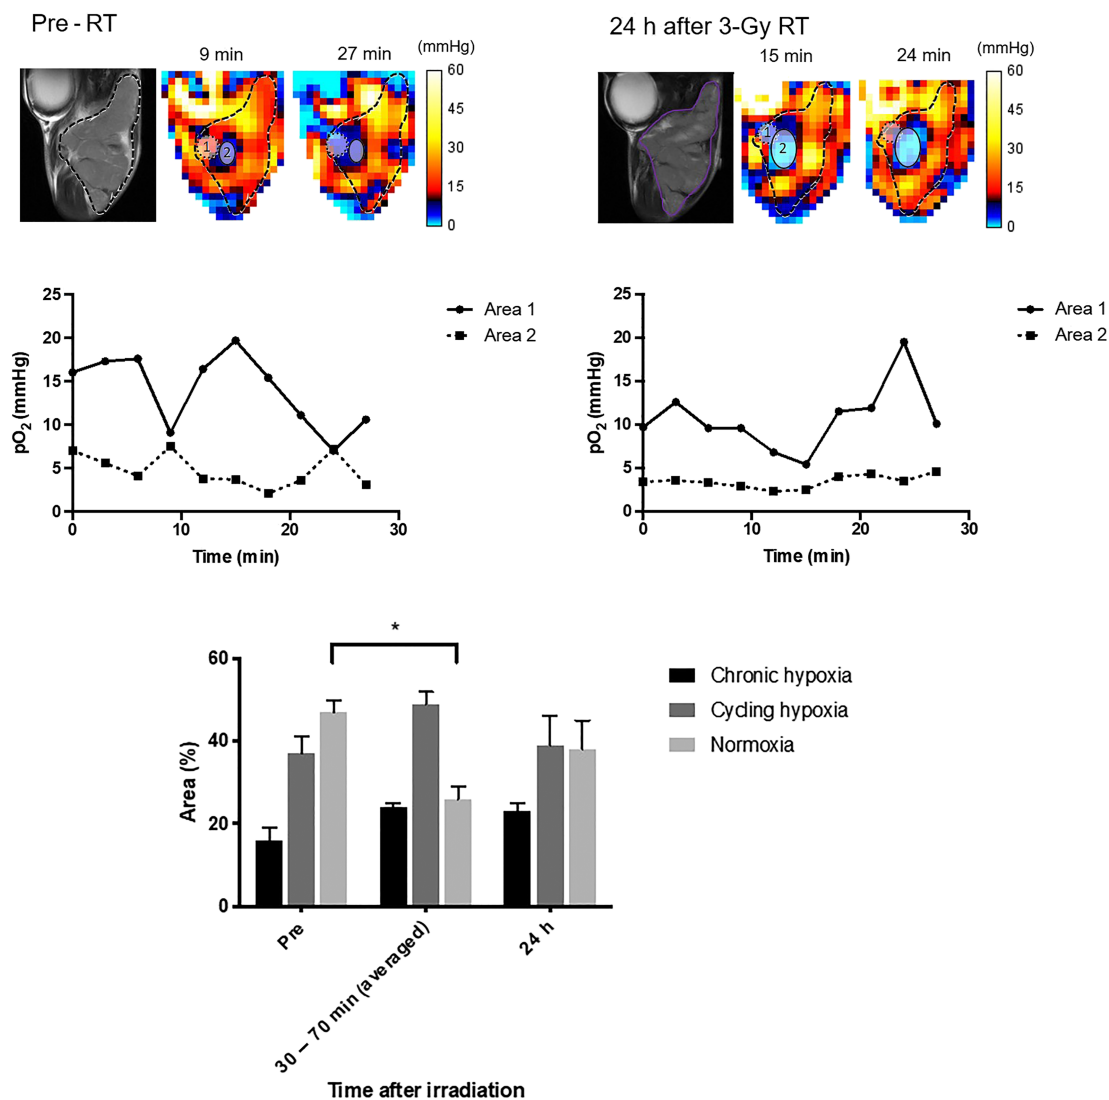 Pre - RT
24 h after 3-Gy RT
9 min
27 min
(mmHg)
15 min
24 min
(mmHg)
60
45
30
15
0
1
2
60
45
30
15
0
1
2
25
20
15
10
5
0
pO2 (mmHg)
0
10
20
30
Time (min)
Area 1
Area 2
25
20
15
10
5
0
pO2 (mmHg)
0
10
20
30
Time (min)
Area 1
Area 2
*
60
40
20
0
Area (%)
Pre
30 – 70 min (averaged)
24 h
Time after irradiation
Chronic hypoxia
Cycling hypoxia
Normoxia